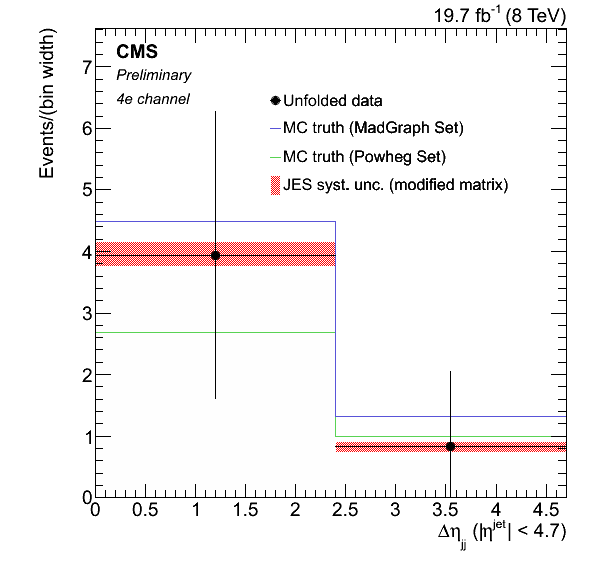 19.7 fb⁻¹ (8 TeV)
CMS
Preliminary
4e channel
Unfolded data
MC truth (MadGraph Set)
MC truth (Powheg Set)
JES syst. unc. (modified matrix)
Events/(bin width)
7
6
5
4
3
2
1
0
0 0.5 1 1.5 2 2.5 3 3.5 4 4.5
Δη_jj (|η^jet| < 4.7)